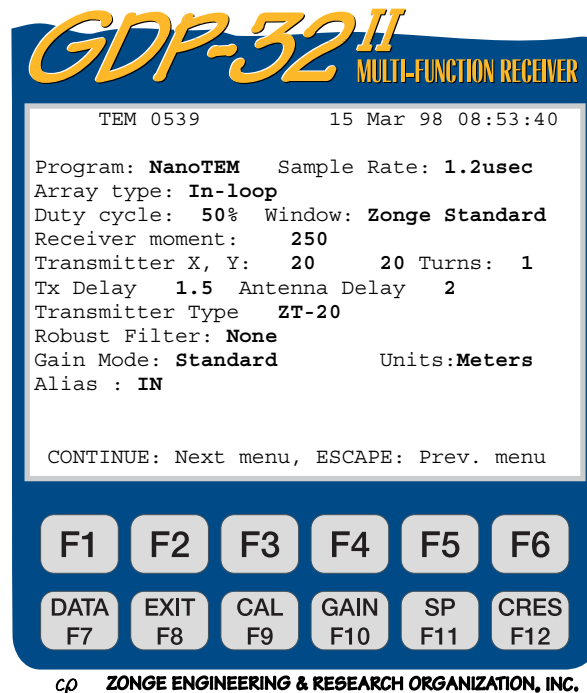 GDP-32 II
MULTI-FUNCTION RECEIVER
TEM 0539 15 Mar 98 08:53:40
Program: NanoTEM Sample Rate: 1.2usec
Array type: In-loop
Duty cycle: 50% Window: Zonge Standard
Receiver moment: 250
Transmitter X, Y: 20 20 Turns: 1
Tx Delay 1.5 Antenna Delay 2
Transmitter Type ZT-20
Robust Filter: None
Gain Mode: Standard Units:Meters
Alias : IN
CONTINUE: Next menu, ESCAPE: Prev. menu
F1 F2 F3 F4 F5 F6
DATA EXIT CAL GAIN SP CRES
F7 F8 F9 F10 F11 F12
ZONGE ENGINEERING & RESEARCH ORGANIZATION, INC.